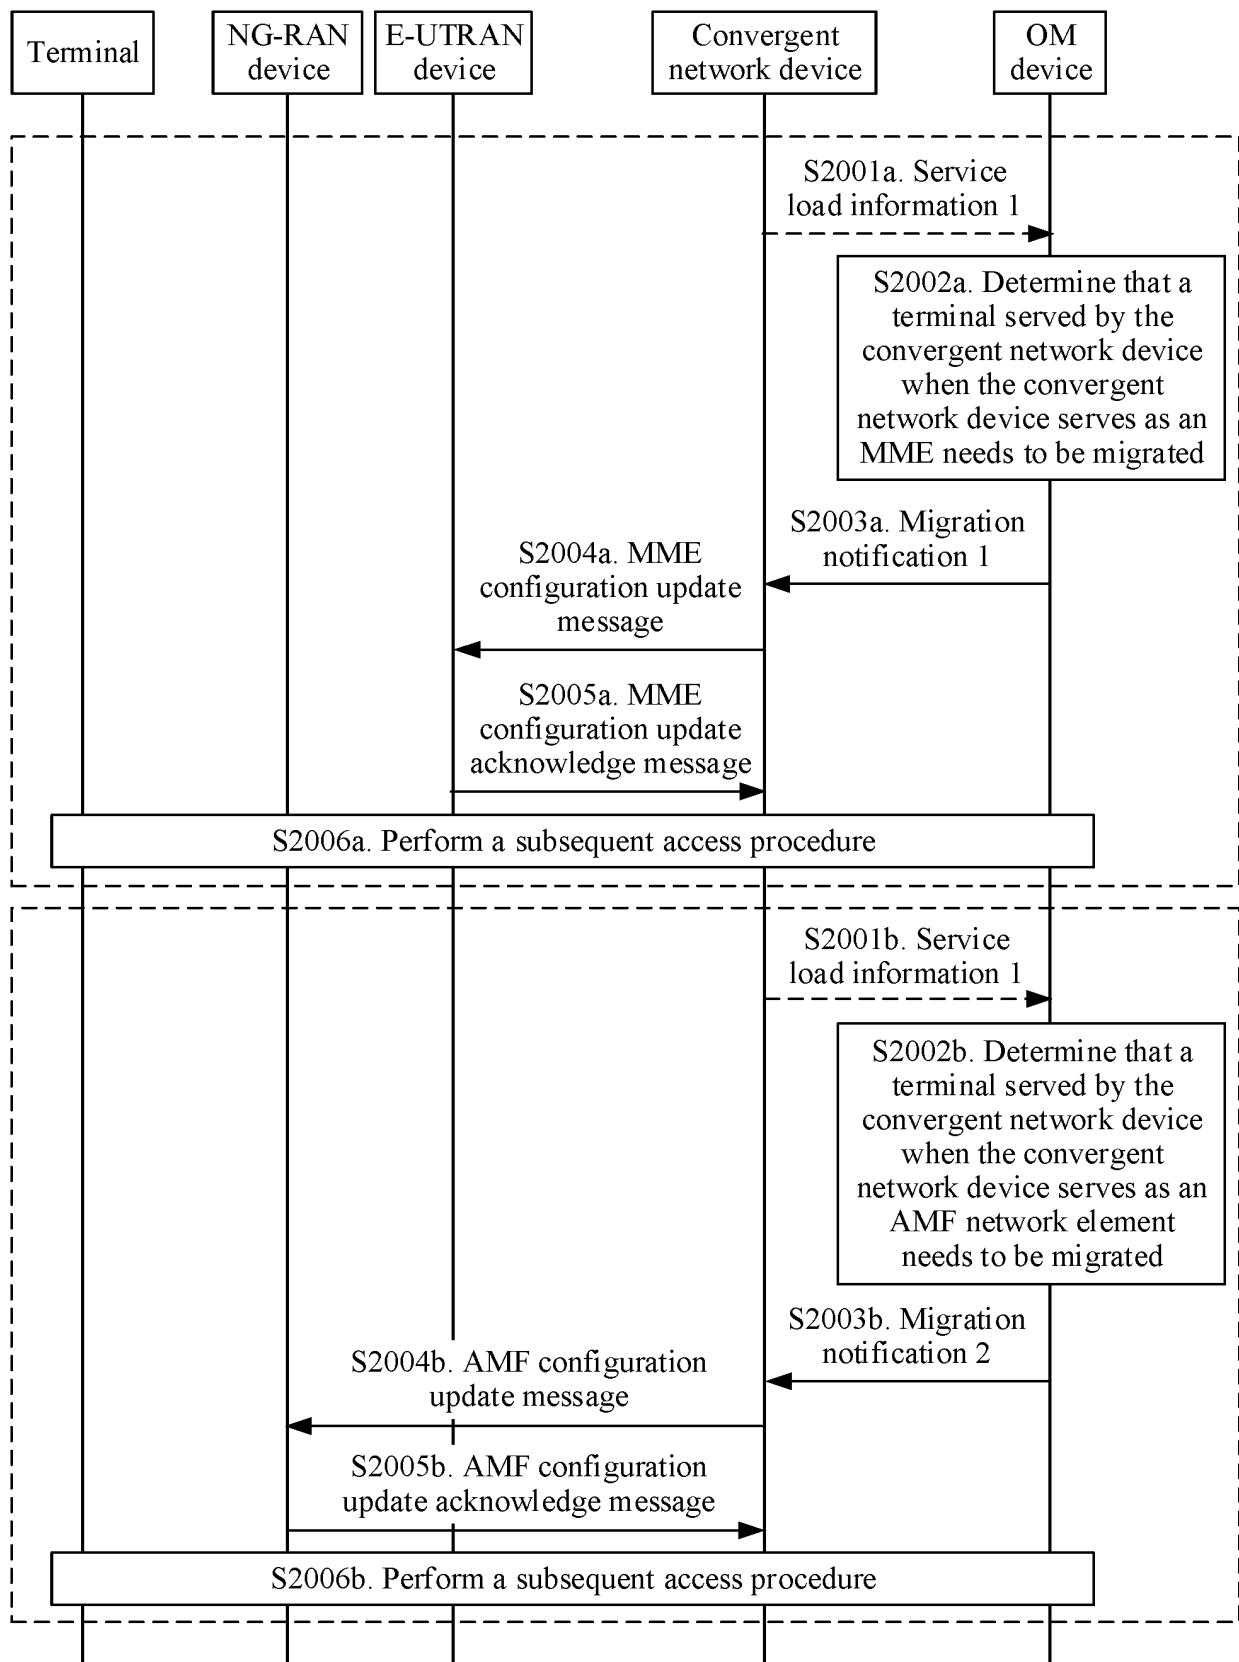 Terminal
NG-RAN
device
E-UTRAN
device
Convergent
network device
OM
device
S2001a. Service
load information 1
S2002a. Determine that a
terminal served by the
convergent network device
when the convergent
network device serves as an
MME needs to be migrated
S2003a. Migration
notification 1
S2004a. MME
configuration update
message
S2005a. MME
configuration update
acknowledge message
S2006a. Perform a subsequent access procedure
S2001b. Service
load information 1
S2002b. Determine that a
terminal served by the
convergent network device
when the convergent
network device serves as an
AMF network element
needs to be migrated
S2003b. Migration
notification 2
S2004b. AMF configuration
update message
S2005b. AMF configuration
update acknowledge message
S2006b. Perform a subsequent access procedure